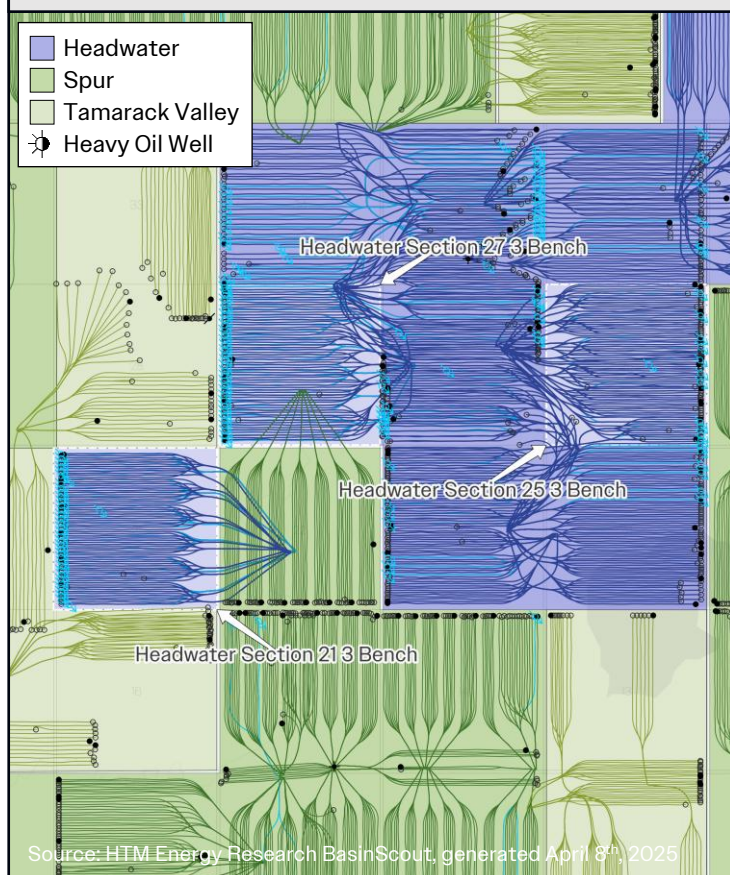 Headwater
Spur
Tamarack Valley
Heavy Oil Well
Headwater Section 27 3 Bench
Headwater Section 25 3 Bench
Headwater Section 21 3 Bench
Source: HTM Energy Research BasinScout, generated April 8th, 2025